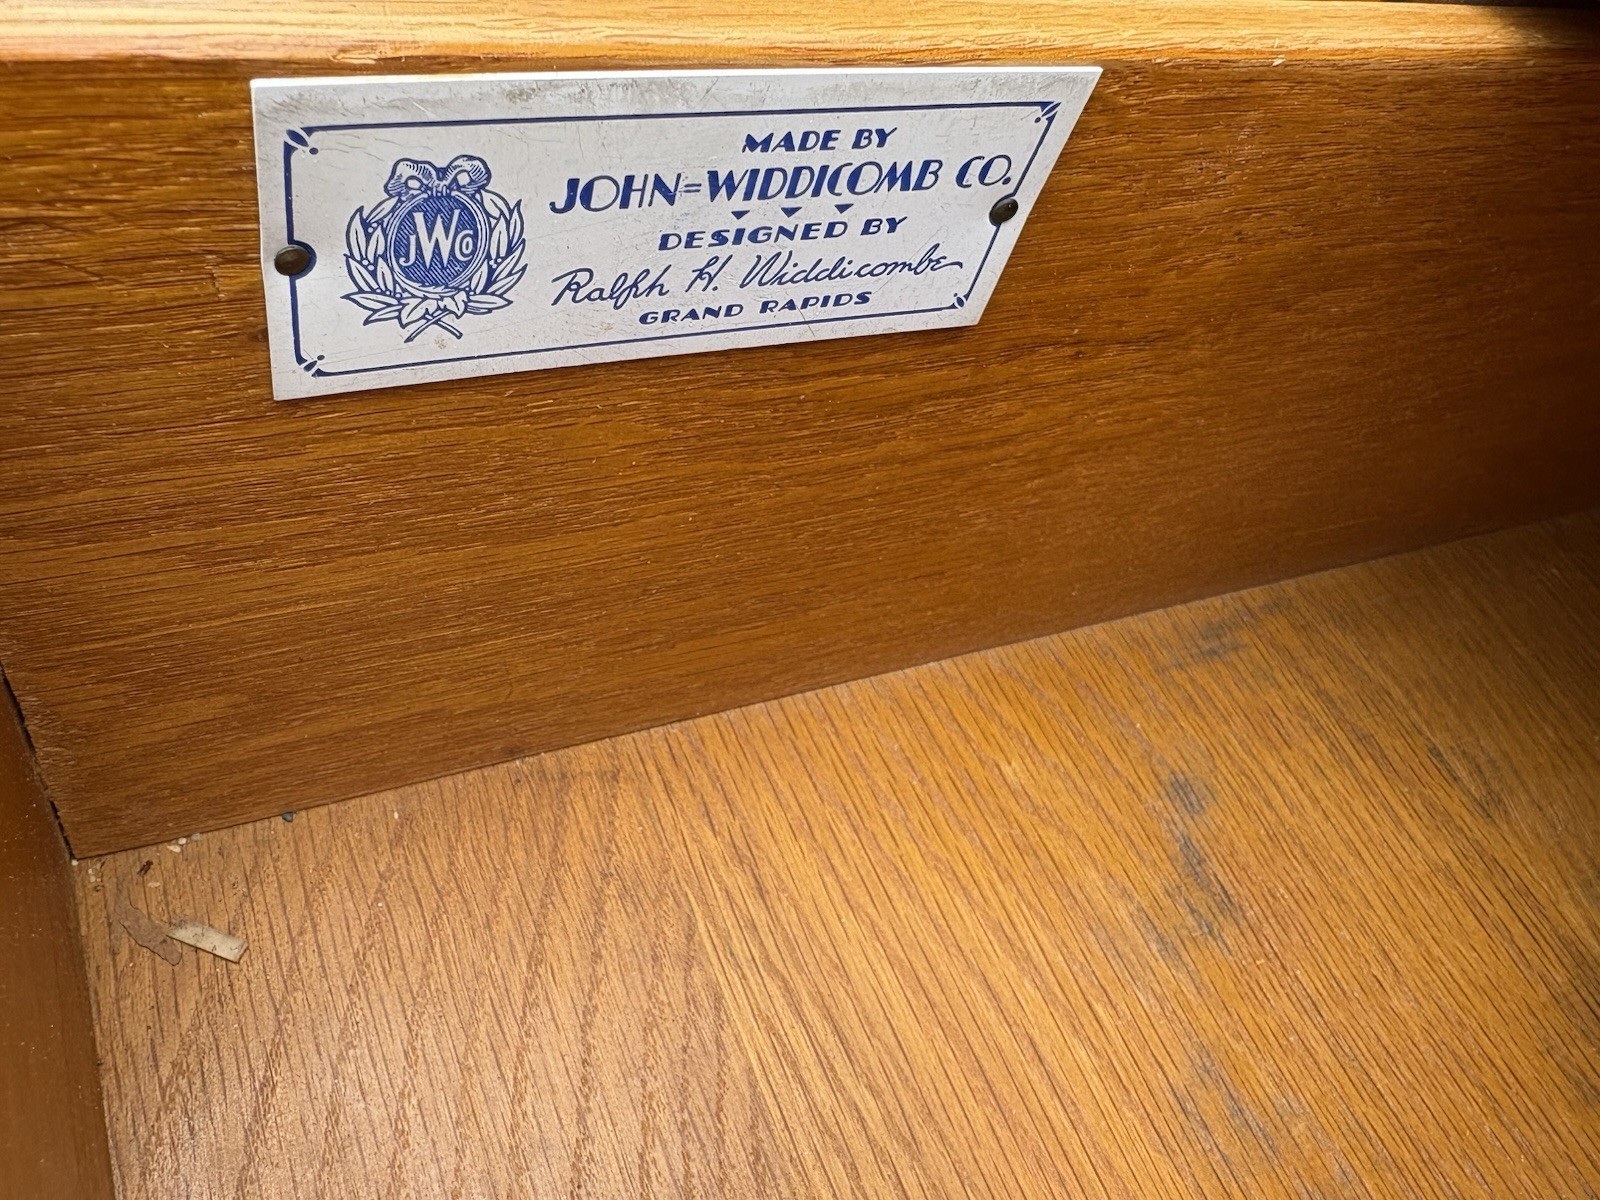 JWCO
MADE BY
JOHN=WIDDICOMB CO.
DESIGNED BY
Ralph H. Widdicombe
GRAND RAPIDS